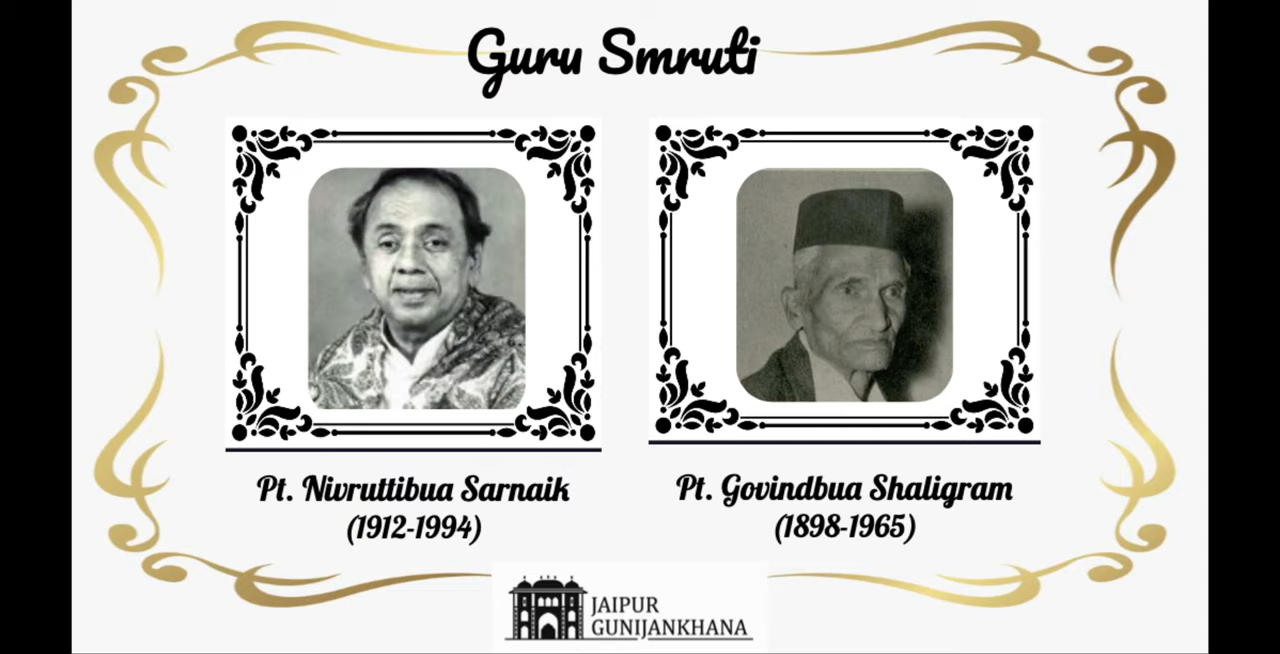 Guru Smruti
Pt. Nivruttibua Sarnaik
(1912-1994)
Pt. Govindbua Shaligram
(1898-1965)
JAIPUR
GUNIJANKHANA